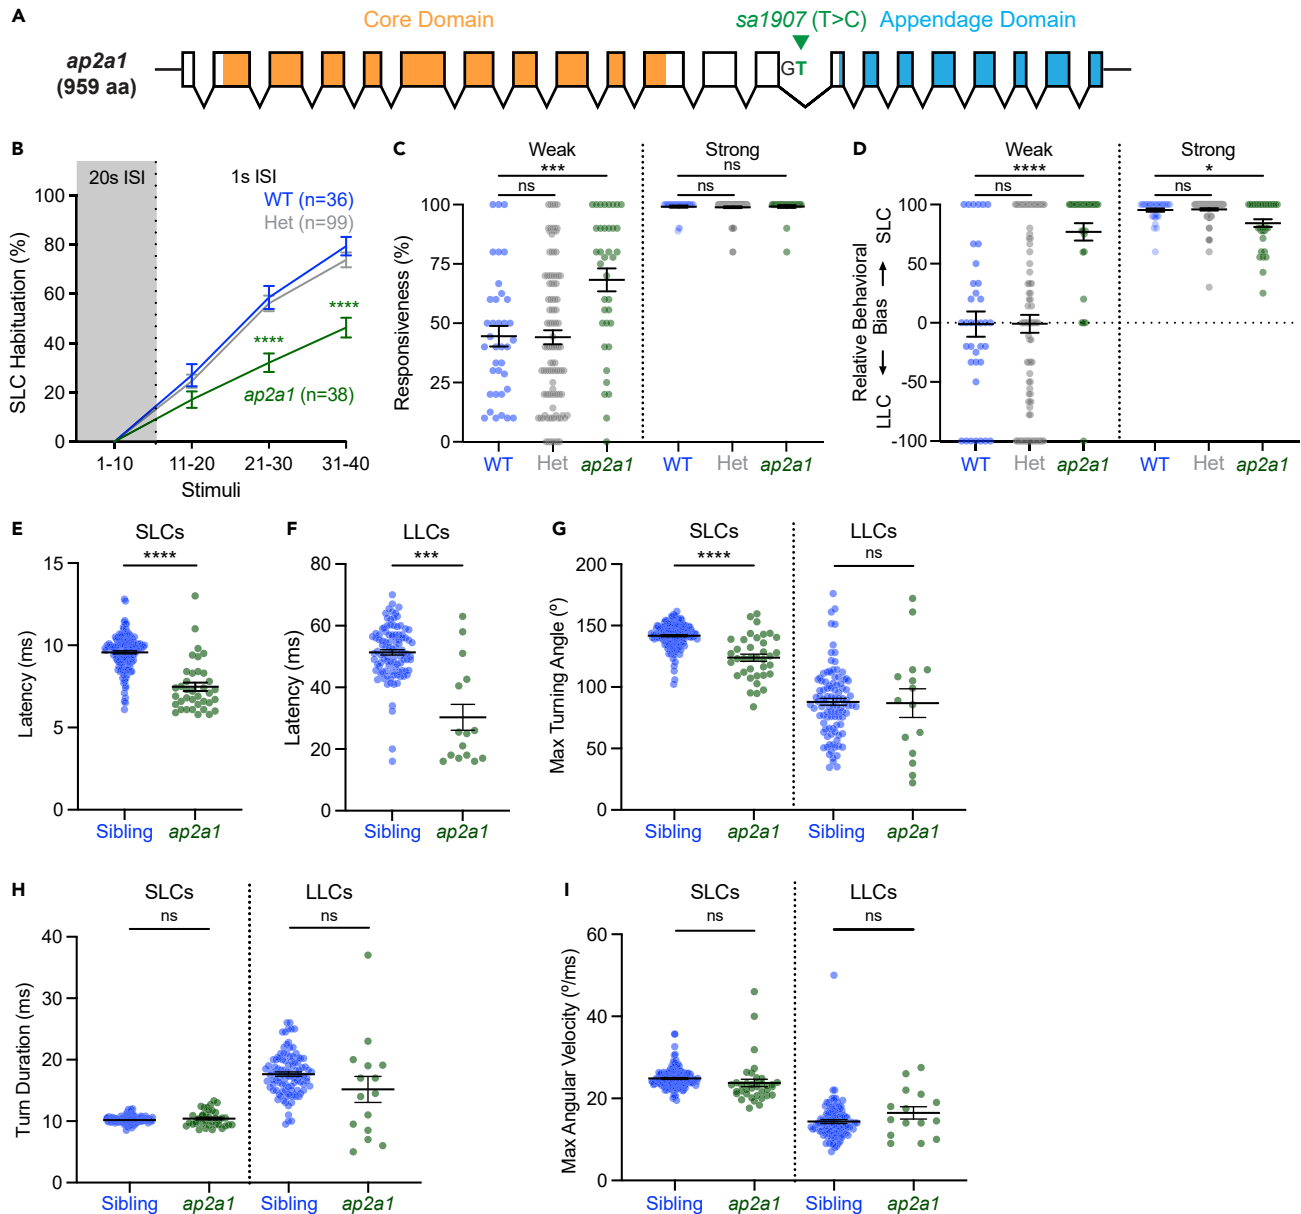 A
Core Domain
sa1907 (T>C)
Appendage Domain
ap2a1
(959 aa)
GT
B
20s ISI
1s ISI
WT (n=36)
Het (n=99)
****
****
ap2a1 (n=38)
SLC Habituation (%)
100
80
60
40
20
0
1-10
11-20
21-30
31-40
Stimuli
C
Weak
Strong
***
ns
ns
ns
Responsiveness (%)
100
75
50
25
0
WT
Het
ap2a1
WT
Het
ap2a1
D
Weak
Strong
****
*
ns
ns
Relative Behavioral
Bias
LLC
SLC
100
50
0
-50
-100
WT
Het
ap2a1
WT
Het
ap2a1
E
SLCs
****
Latency (ms)
15
10
5
0
Sibling
ap2a1
F
LLCs
***
Latency (ms)
80
60
40
20
0
Sibling
ap2a1
G
SLCs
LLCs
****
ns
Max Turning Angle (º)
200
150
100
50
0
Sibling
ap2a1
Sibling
ap2a1
H
SLCs
LLCs
ns
ns
Turn Duration (ms)
40
30
20
10
0
Sibling
ap2a1
Sibling
ap2a1
I
SLCs
LLCs
ns
ns
Max Angular Velocity (º/ms)
60
40
20
0
Sibling
ap2a1
Sibling
ap2a1